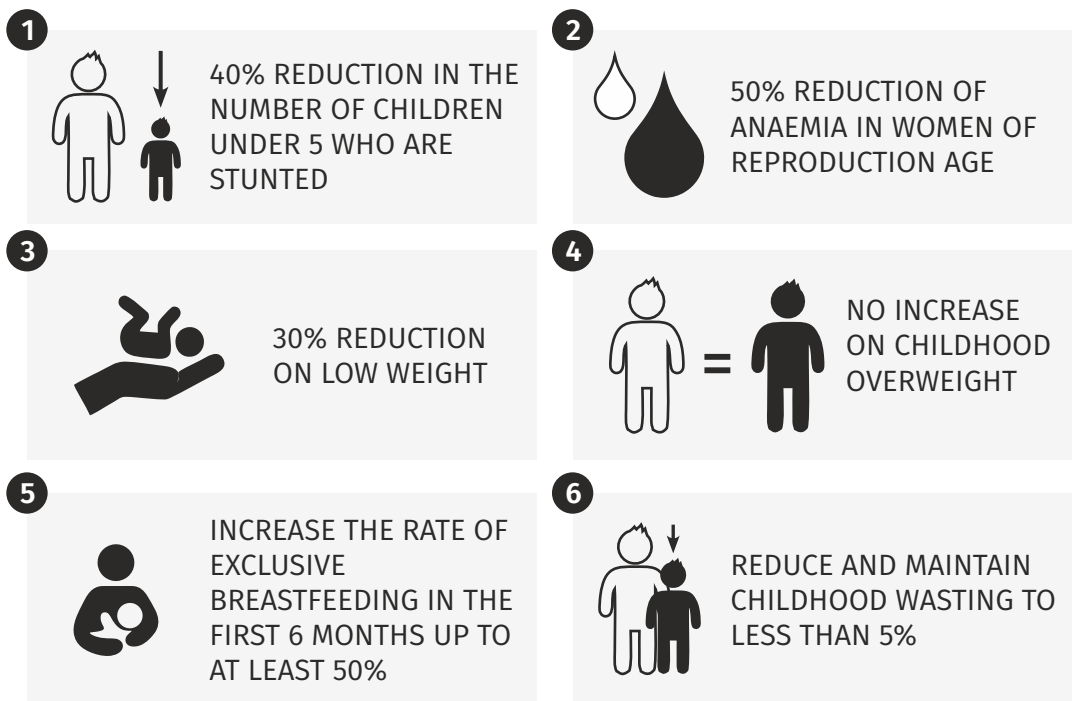 1
40% REDUCTION IN THE
NUMBER OF CHILDREN
UNDER 5 WHO ARE
STUNTED
2
50% REDUCTION OF
ANAEMIA IN WOMEN OF
REPRODUCTION AGE
3
30% REDUCTION
ON LOW WEIGHT
4
=
NO INCREASE
ON CHILDHOOD
OVERWEIGHT
5
INCREASE THE RATE OF
EXCLUSIVE
BREASTFEEDING IN THE
FIRST 6 MONTHS UP TO
AT LEAST 50%
6
REDUCE AND MAINTAIN
CHILDHOOD WASTING TO
LESS THAN 5%